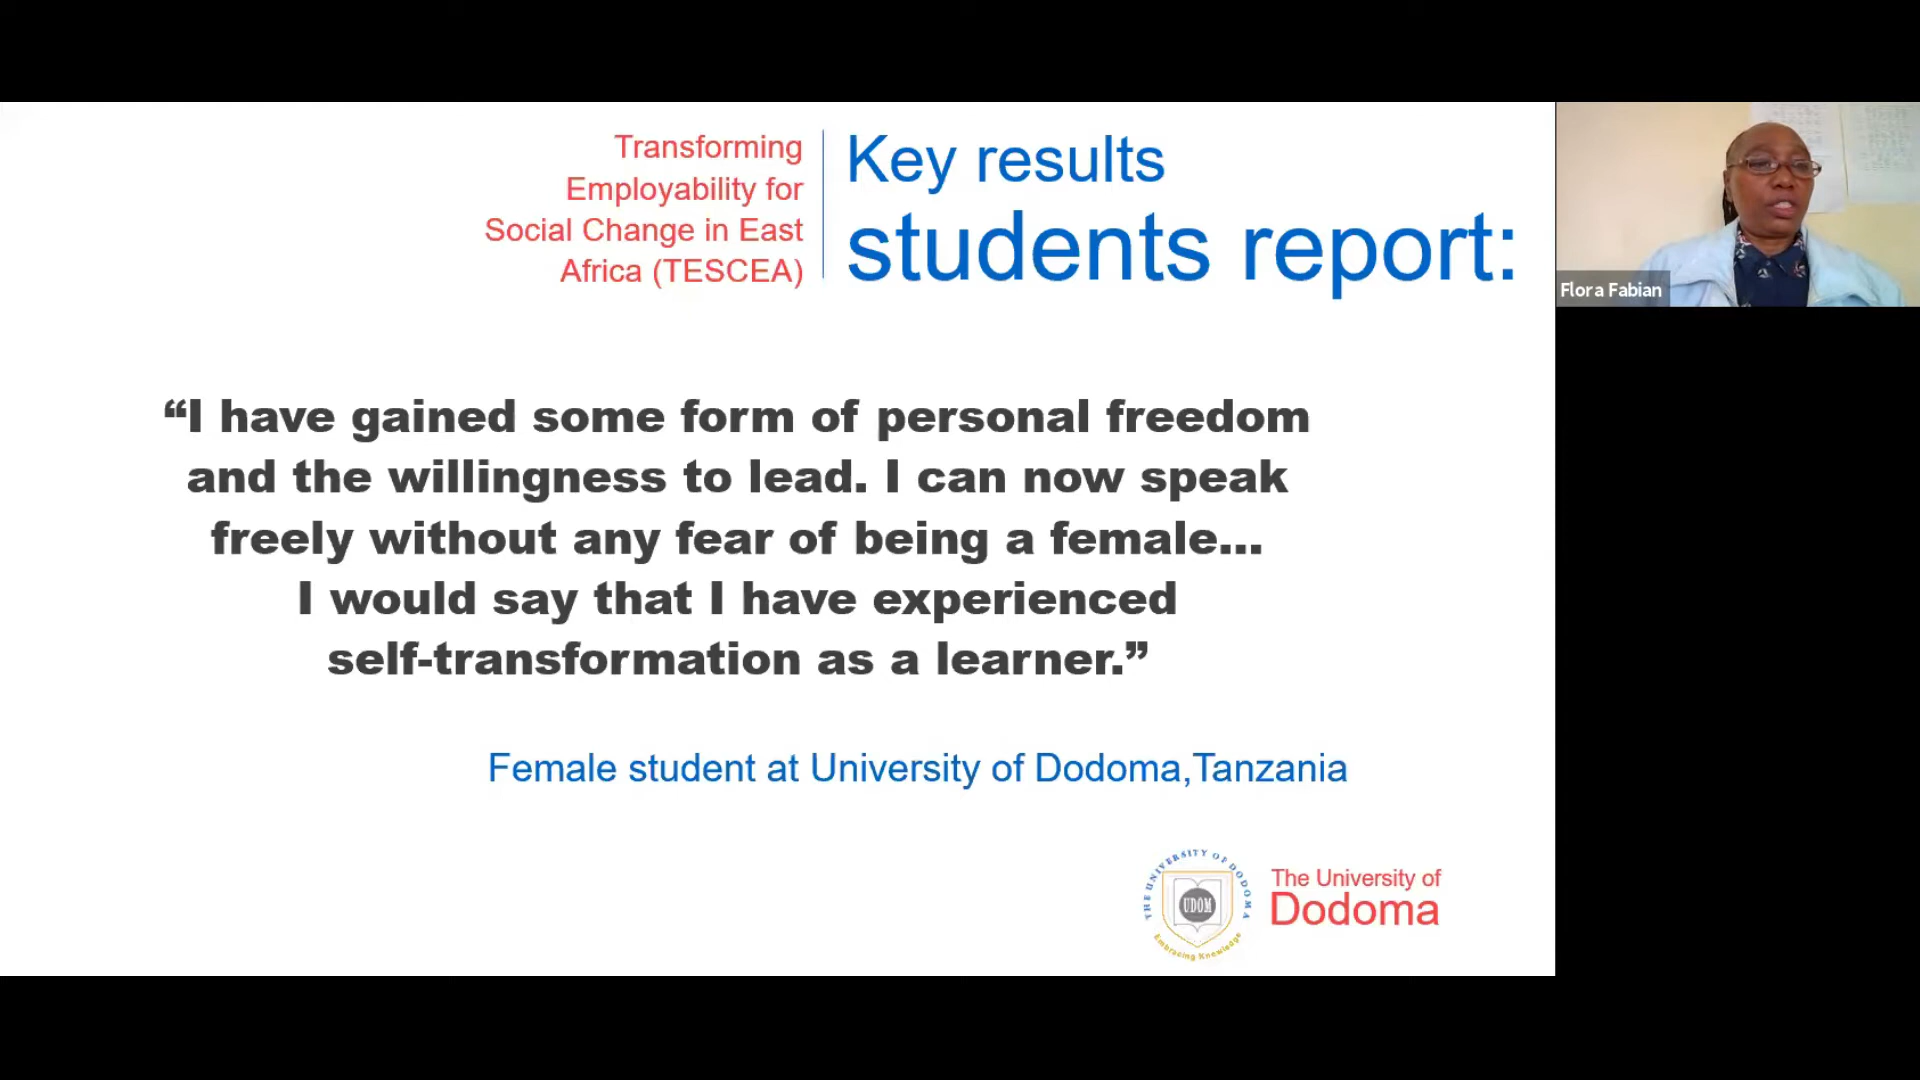 Transforming
Employability for
Social Change in East
Africa (TESCEA)
Key results
students report:
Flora Fabian
“I have gained some form of personal freedom
and the willingness to lead. I can now speak
freely without any fear of being a female...
I would say that I have experienced
self-transformation as a learner.”
Female student at University of Dodoma,Tanzania
THE UNIVERSITY OF DODOMA
UDOM
Embracing Knowledge
The University of
Dodoma